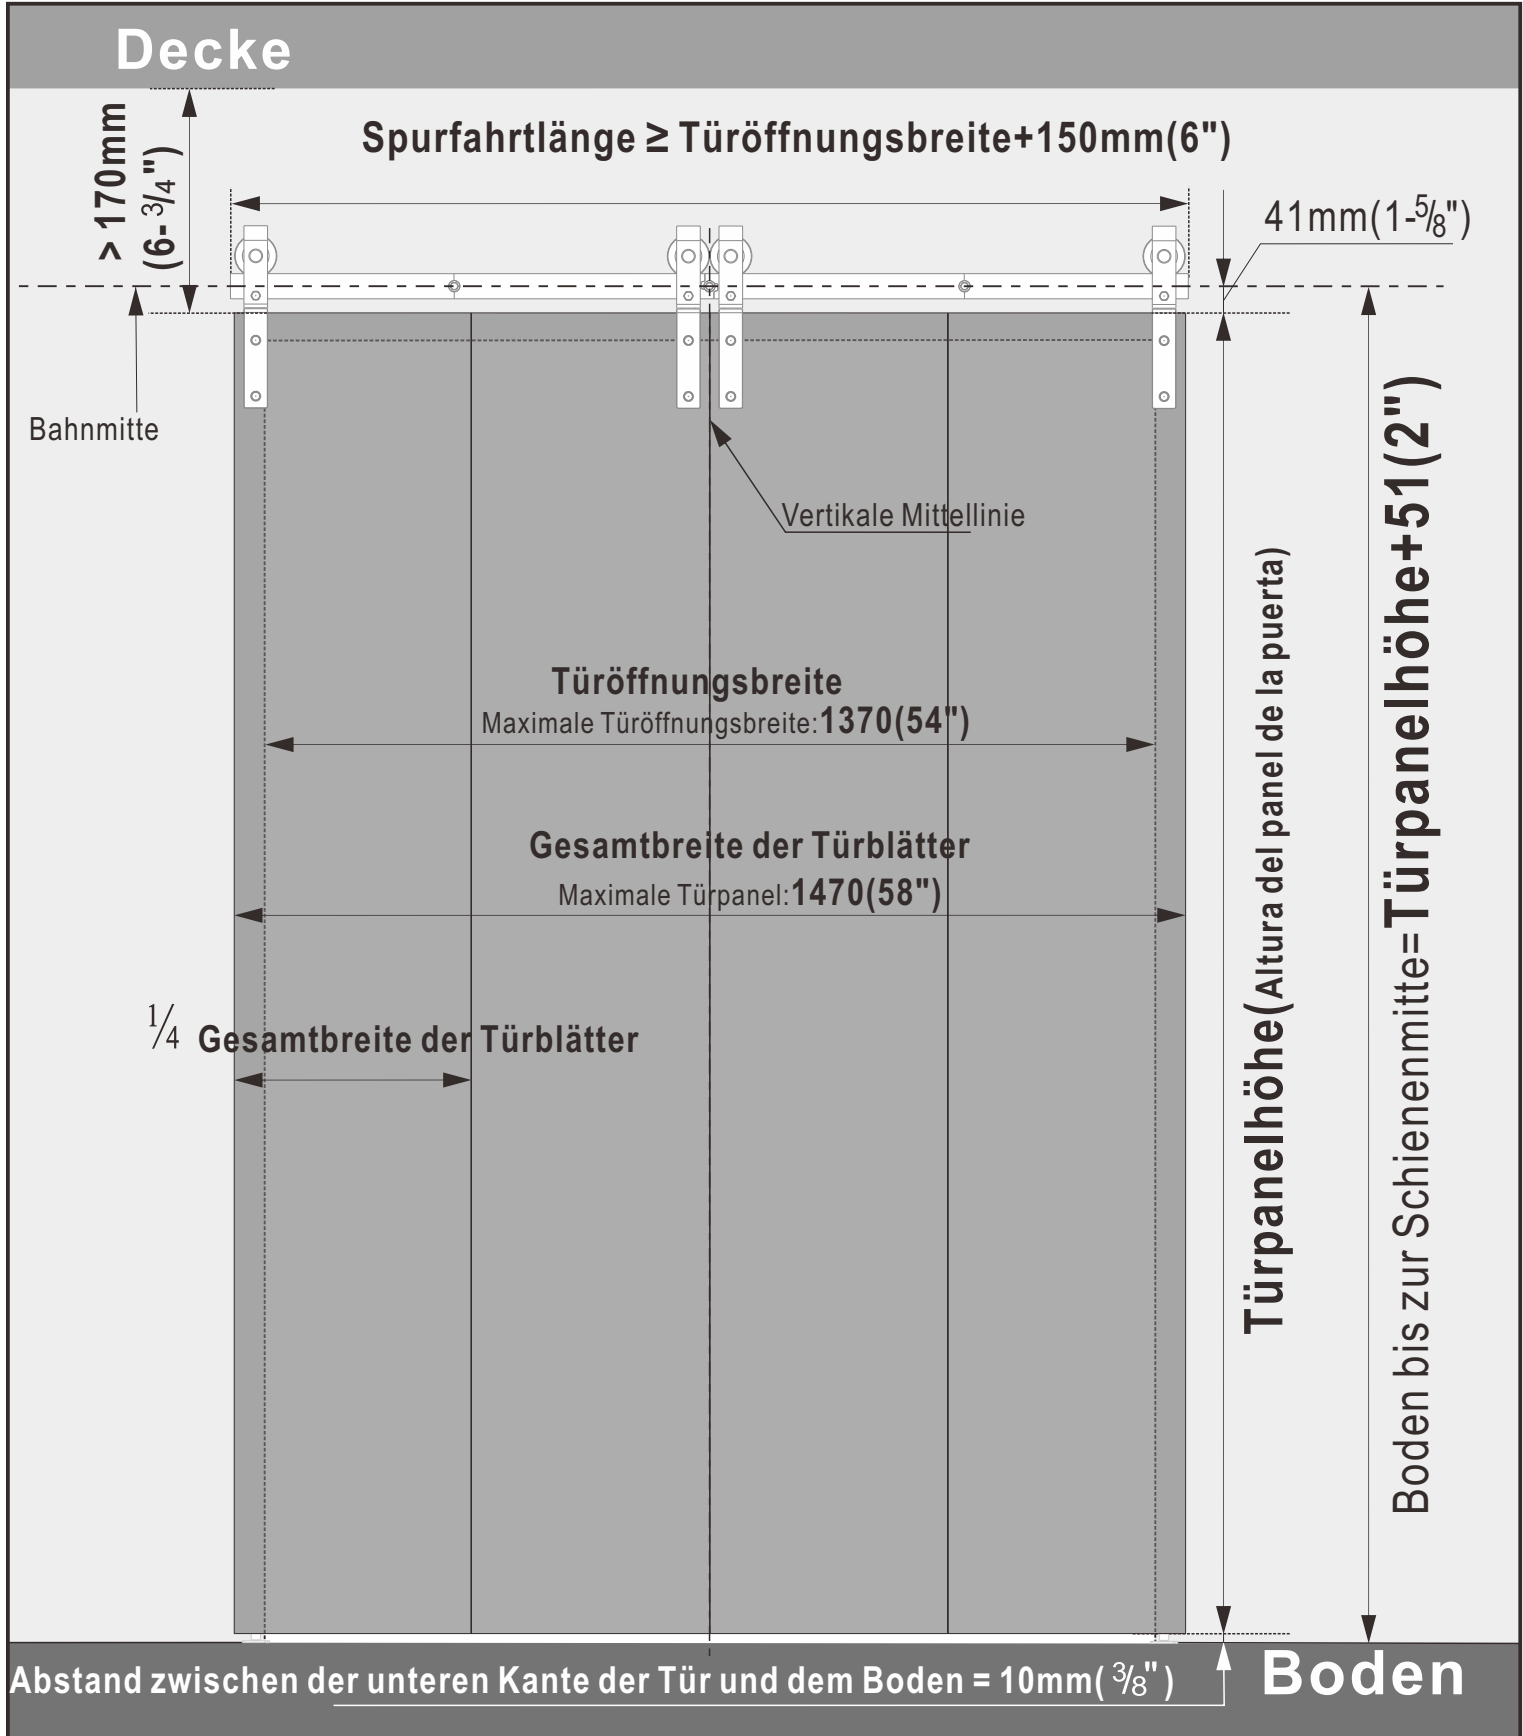 Decke
Spurfahrtlänge ≥ Türöffnungsbreite+150mm(6")
>170mm
(6-3/4")
41mm(1-5/8")
Bahnmitte
Vertikale Mittellinie
Türöffnungsbreite
Maximale Türöffnungsbreite:1370(54")
Gesamtbreite der Türblätter
Maximale Türpanel:1470(58")
1/4 Gesamtbreite der Türblätter
Türpanelhöhe(Altura del panel de la puerta)
Boden bis zur Schienenmitte=Türpanelhöhe+51(2")
Abstand zwischen der unteren Kante der Tür und dem Boden = 10mm( 3/8")
Boden